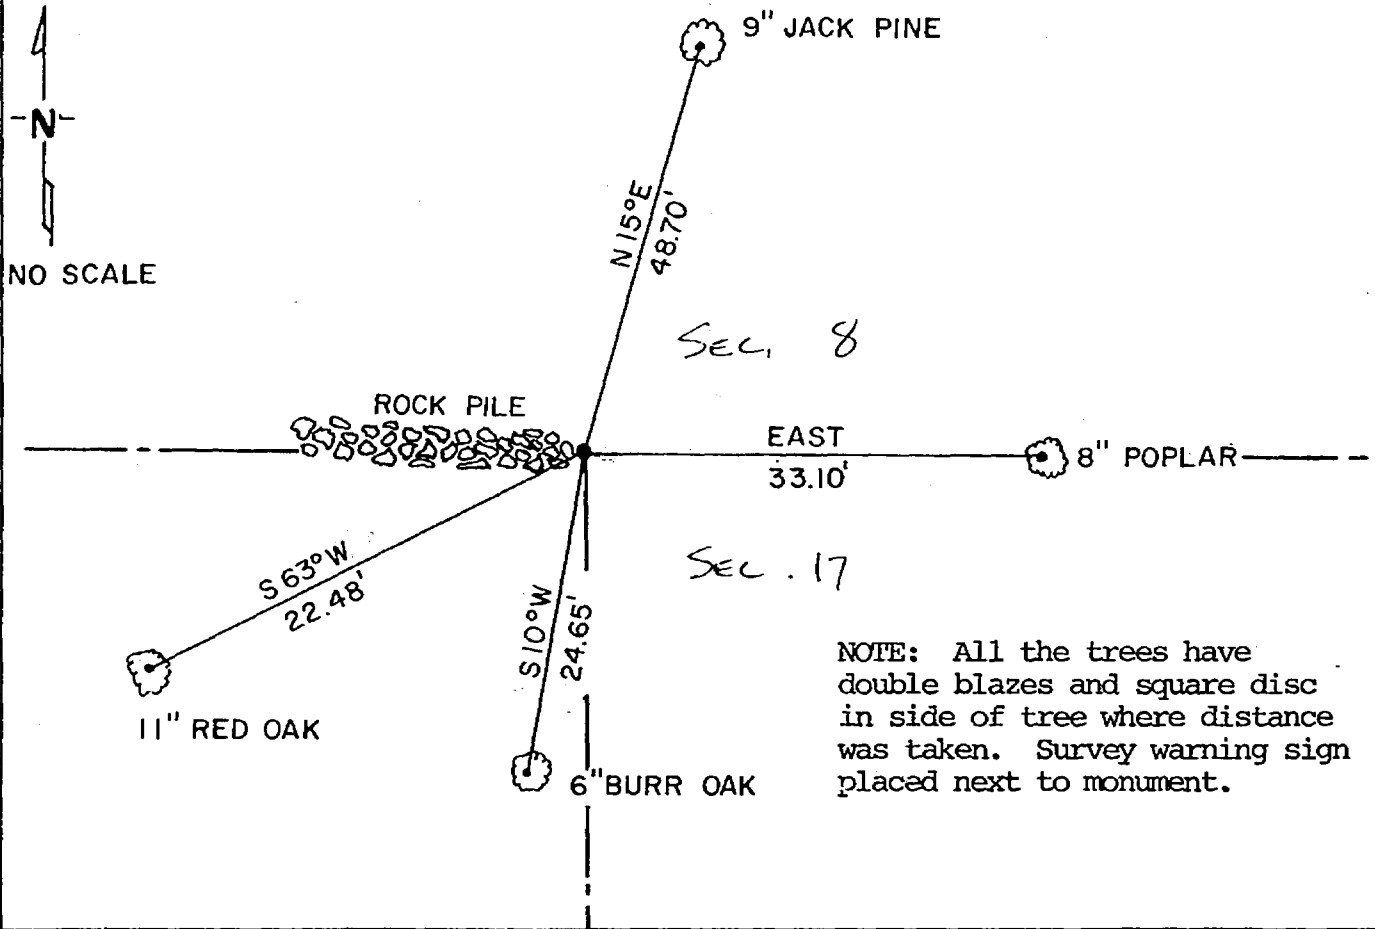 9" JACK PINE
N
NO SCALE
N 15°E
48.70'
SEC. 8
ROCK PILE
EAST
33.10'
8" POPLAR
SEC. 17
S 63°W
22.48'
S 10°W
24.65'
11" RED OAK
6" BURR OAK
NOTE: All the trees have
double blazes and square disc
in side of tree where distance
was taken. Survey warning sign
placed next to monument.